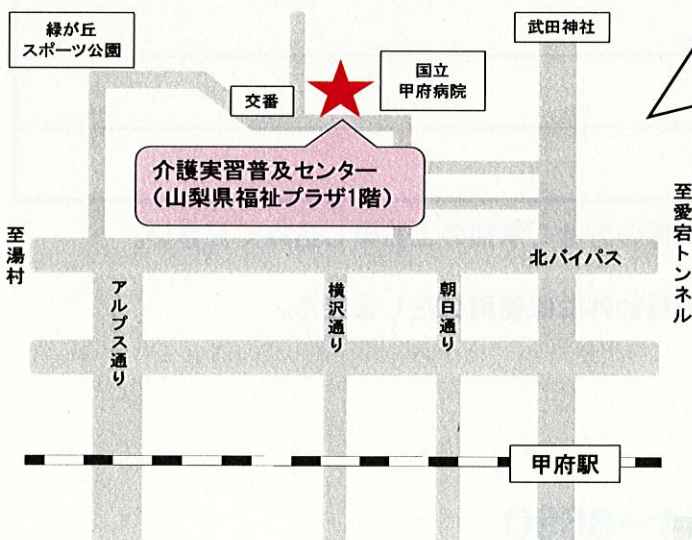 緑が丘
スポーツ公園
武田神社
国立
甲府病院
交番
介護実習普及センター
（山梨県福祉プラザ1階）
至湯村
北バイパス
至愛宕トンネル
アルプス通り
横沢通り
朝日通り
甲府駅